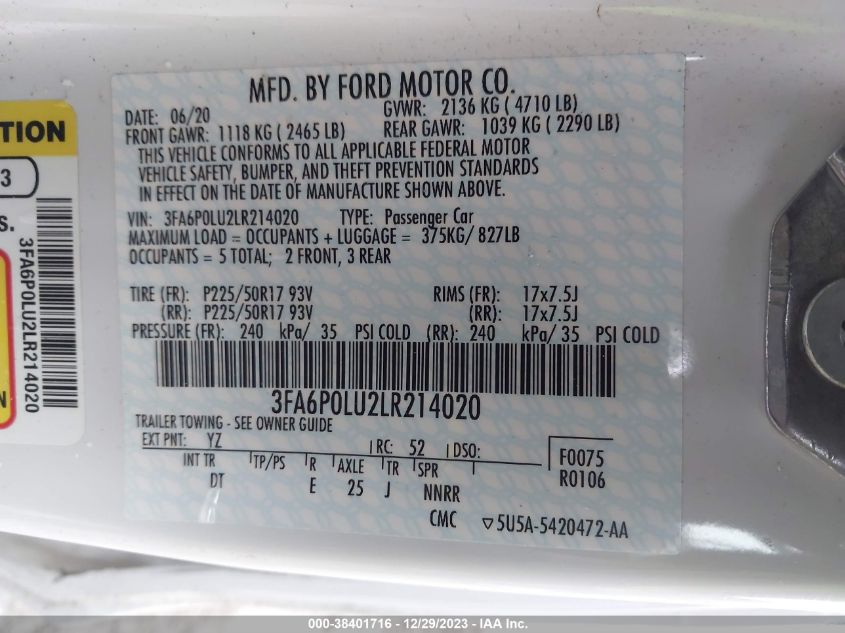 MFD. BY FORD MOTOR CO.
DATE: 06/20 GVWR: 2136 KG ( 4710 LB)
FRONT GAWR: 1118 KG ( 2465 LB) REAR GAWR: 1039 KG ( 2290 LB)
THIS VEHICLE CONFORMS TO ALL APPLICABLE FEDERAL MOTOR
VEHICLE SAFETY, BUMPER, AND THEFT PREVENTION STANDARDS
IN EFFECT ON THE DATE OF MANUFACTURE SHOWN ABOVE.
VIN: 3FA6P0LU2LR214020 TYPE: Passenger Car
MAXIMUM LOAD = OCCUPANTS + LUGGAGE = 375KG/ 827LB
OCCUPANTS = 5 TOTAL; 2 FRONT, 3 REAR
TIRE (FR): P225/50R17 93V RIMS (FR): 17x7.5J
(RR): P225/50R17 93V (RR): 17x7.5J
PRESSURE (FR): 240 kPa/ 35 PSI COLD (RR): 240 kPa/ 35 PSI COLD
3FA6P0LU2LR214020
TRAILER TOWING - SEE OWNER GUIDE
EXT PNT: YZ RC: 52 DSO:
INT TR TP/PS R AXLE TR SPR
DT E 25 J NNRR
F0075
R0106
CMC ▽5U5A-5420472-AA
TION
3
S.
N
3FA6P0LU2LR214020
000-38401716 - 12/29/2023 - IAA Inc.